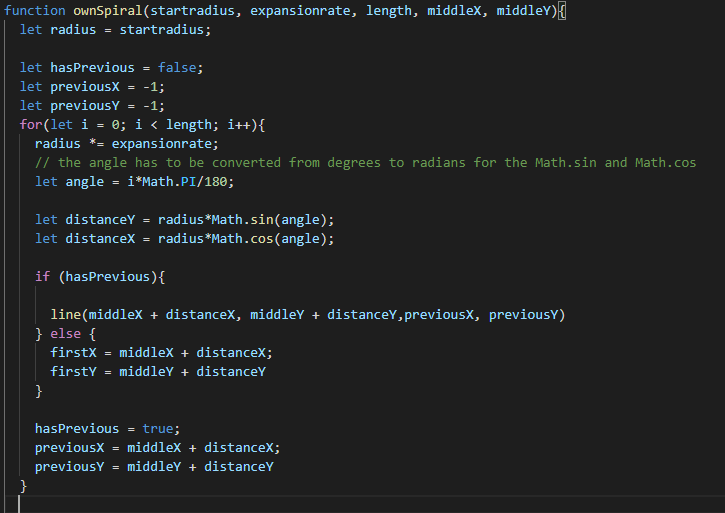 function ownSpiral(startradius, expansionrate, length, middleX, middleY){
let radius = startradius;
let hasPrevious = false;
let previousX = -1;
let previousY = -1;
for(let i = 0; i < length; i++){
radius *= expansionrate;
// the angle has to be converted from degrees to radians for the Math.sin and Math.cos
let angle = i*Math.PI/180;
let distanceY = radius*Math.sin(angle);
let distanceX = radius*Math.cos(angle);
if (hasPrevious){
line(middleX + distanceX, middleY + distanceY,previousX, previousY)
} else {
firstX = middleX + distanceX;
firstY = middleY + distanceY
}
hasPrevious = true;
previousX = middleX + distanceX;
previousY = middleY + distanceY
}